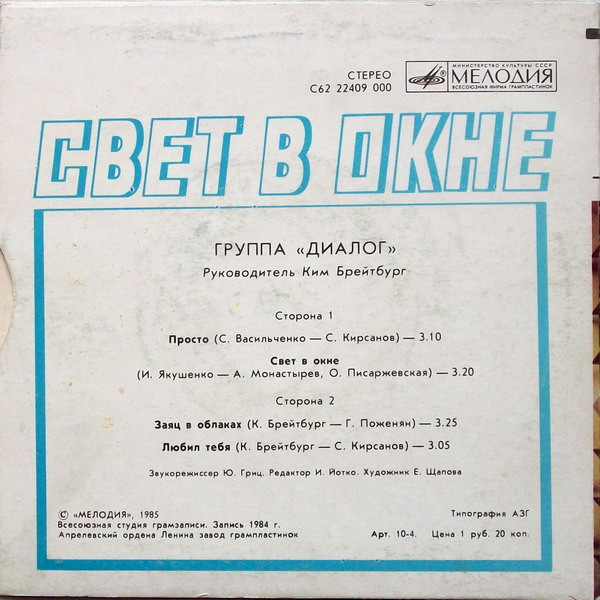 СТЕРЕО
С62 22409 000
МИНИСТЕРСТВО КУЛЬТУРЫ СССР
МЕЛОДИЯ
ВСЕСОЮЗНАЯ ФИРМА ГРАМПЛАСТИНОК
СВЕТ В ОКНЕ
ГРУППА «ДИАЛОГ»
Руководитель Ким Брейтбург
Сторона 1
Просто (С. Васильченко — С. Кирсанов) — 3.10
Свет в окне
(И. Якушенко — А. Монастырев, О. Писаржевская) — 3.20
Сторона 2
Заяц в облаках (К. Брейтбург — Г. Поженян) — 3.25
Любил тебя (К. Брейтбург — С. Кирсанов) — 3.05
Звукорежиссер Ю. Гриц. Редактор И. Йотко. Художник Е. Щапова
© «МЕЛОДИЯ», 1985
Всесоюзная студия грамзаписи. Запись 1984 г.
Апрелевский ордена Ленина завод грампластинок
Типография АЗГ
Арт. 10-4. Цена 1 руб. 20 коп.